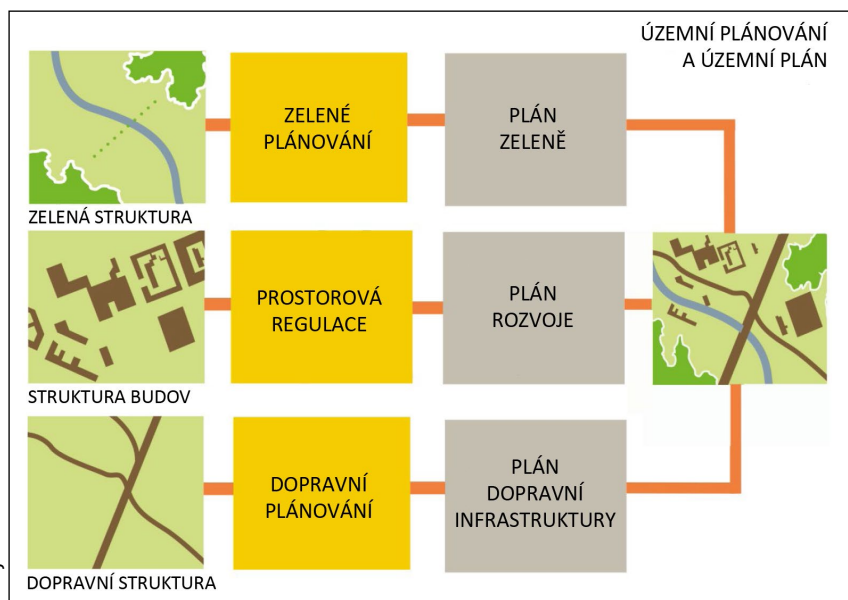 ÚZEMNÍ PLÁNOVÁNÍ
A ÚZEMNÍ PLÁN
ZELENÉ
PLÁNOVÁNÍ
PLÁN
ZELENĚ
ZELENÁ STRUKTURA
PROSTOROVÁ
REGULACE
PLÁN
ROZVOJE
STRUKTURA BUDOV
DOPRAVNÍ
PLÁNOVÁNÍ
PLÁN
DOPRAVNÍ
INFRASTRUKTURY
DOPRAVNÍ STRUKTURA